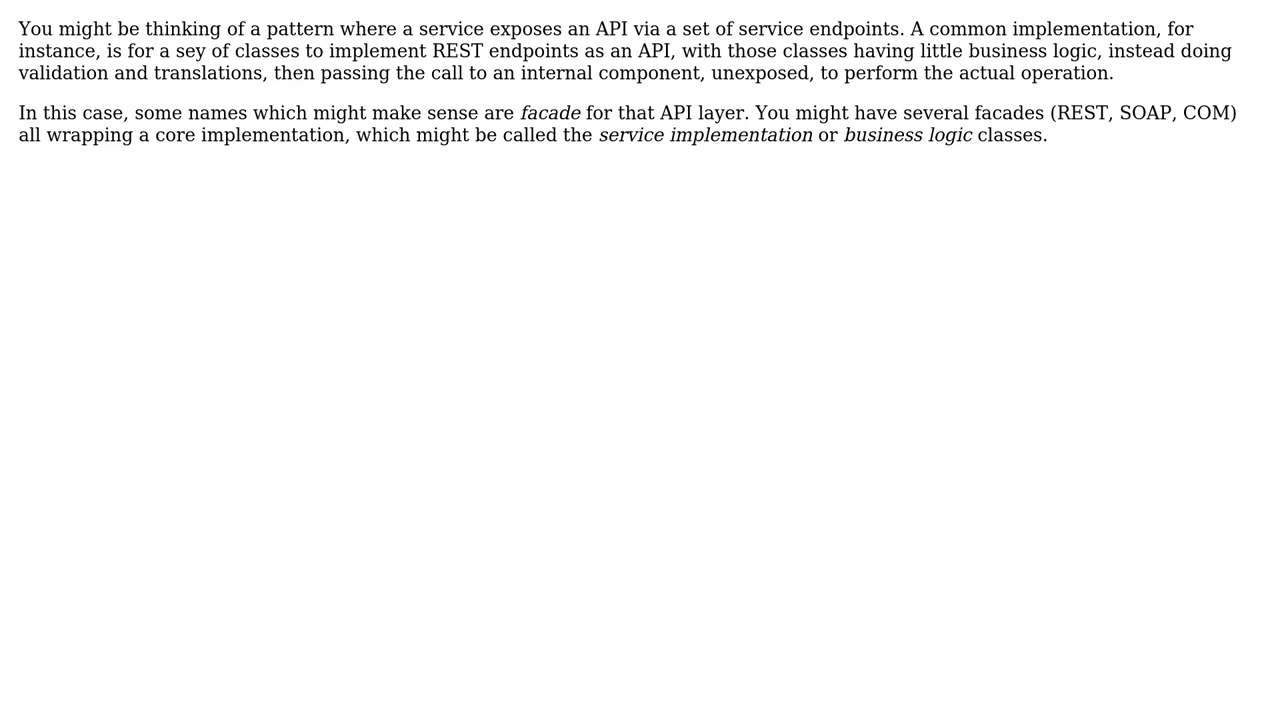 You might be thinking of a pattern where a service exposes an API via a set of service endpoints. A common implementation, for
instance, is for a sey of classes to implement REST endpoints as an API, with those classes having little business logic, instead doing
validation and translations, then passing the call to an internal component, unexposed, to perform the actual operation.
In this case, some names which might make sense are facade for that API layer. You might have several facades (REST, SOAP, COM)
all wrapping a core implementation, which might be called the service implementation or business logic classes.